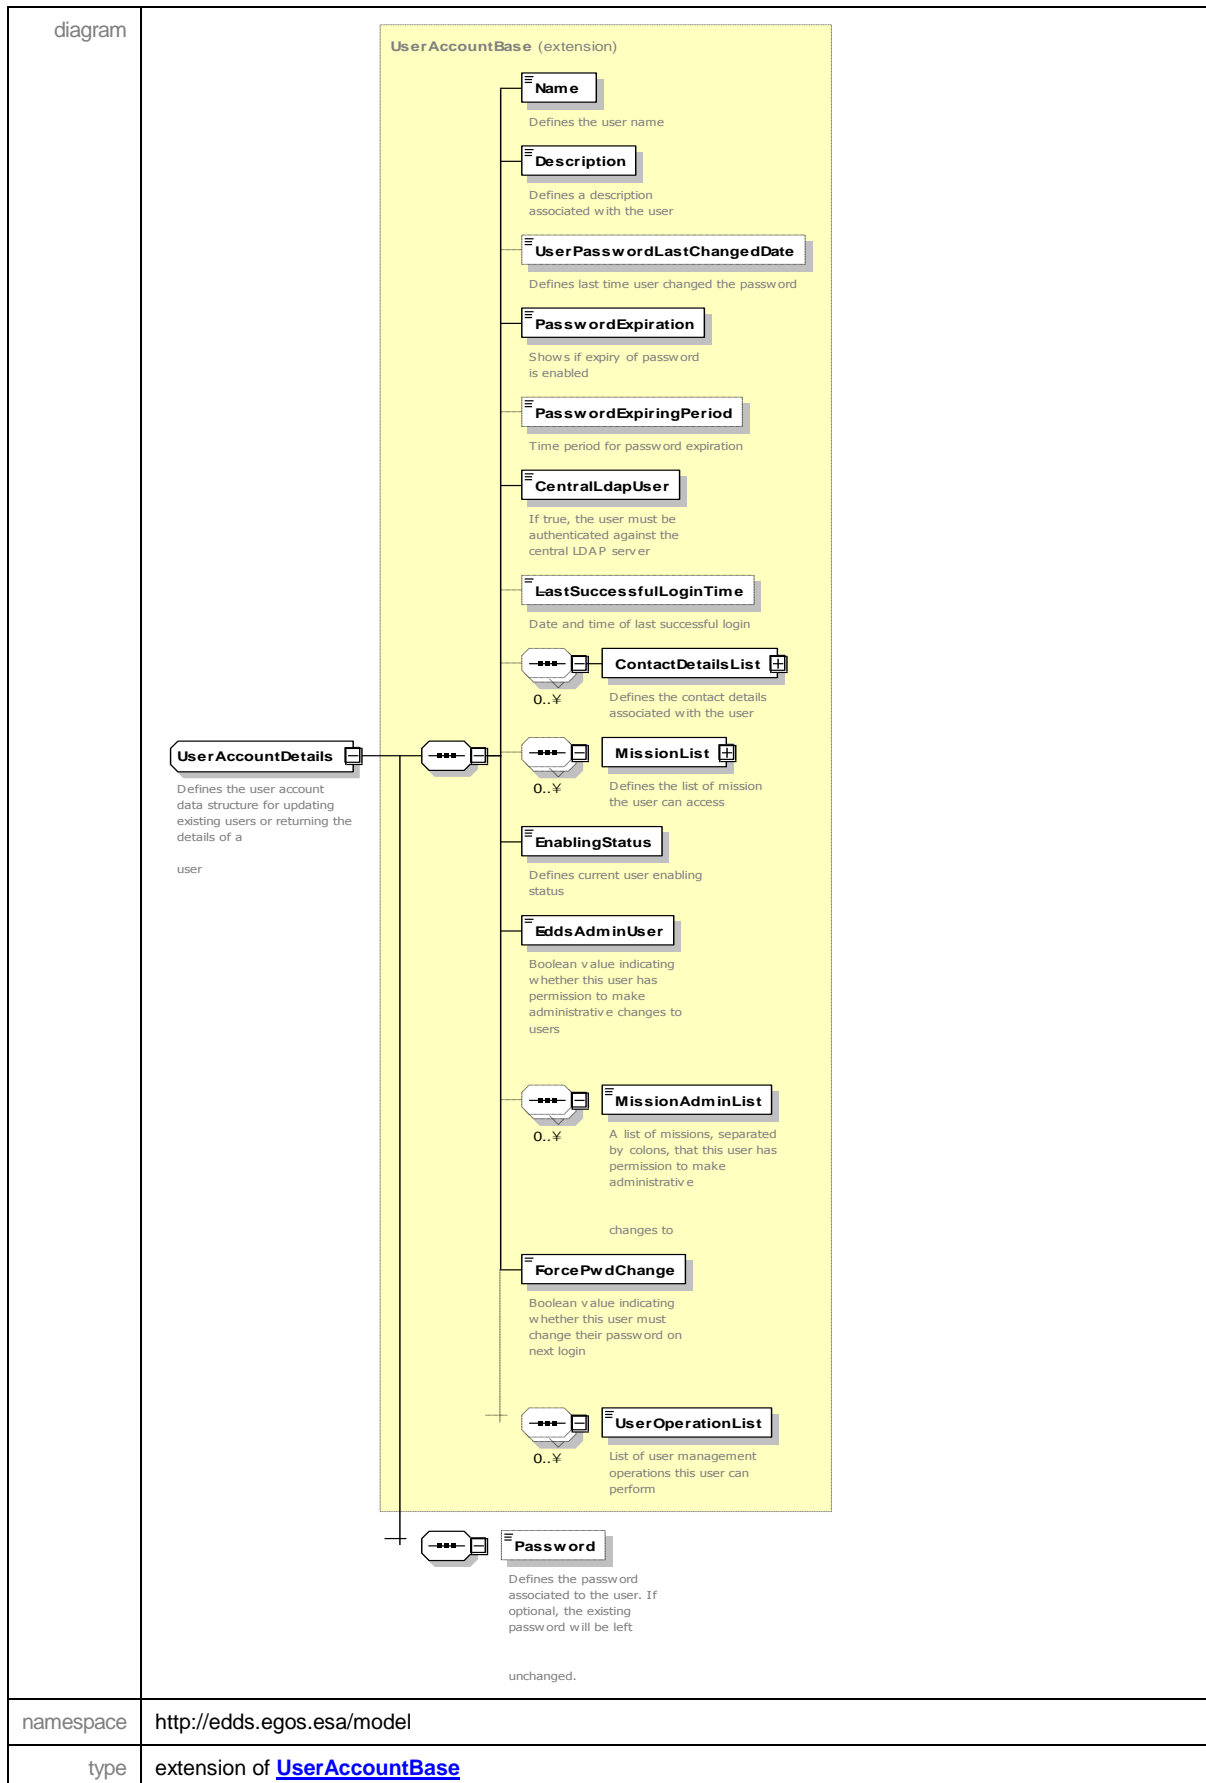 diagram
UserAccountBase (extension)
Name
Defines the user name
Description
Defines a description
associated with the user
UserPasswordLastChangedDate
Defines last time user changed the password
PasswordExpiration
Shows if expiry of password
is enabled
PasswordExpiringPeriod
Time period for password expiration
CentralLdapUser
If true, the user must be
authenticated against the
central LDAP server
LastSuccessfulLoginTime
Date and time of last successful login
ContactDetailsList
0..¥
Defines the contact details
associated with the user
UserAccountDetails
Defines the user account
data structure for updating
existing users or returning the
details of a
user
MissionList
0..¥
Defines the list of mission
the user can access
EnablingStatus
Defines current user enabling
status
EddsAdminUser
Boolean value indicating
whether this user has
permission to make
administrative changes to
users
MissionAdminList
0..¥
A list of missions, separated
by colons, that this user has
permission to make
administrative
changes to
ForcePwdChange
Boolean value indicating
whether this user must
change their password on
next login
UserOperationList
0..¥
List of user management
operations this user can
perform
Password
Defines the password
associated to the user. If
optional, the existing
password will be left
unchanged.
namespace http://edds.egos.esa/model
type extension of UserAccountBase